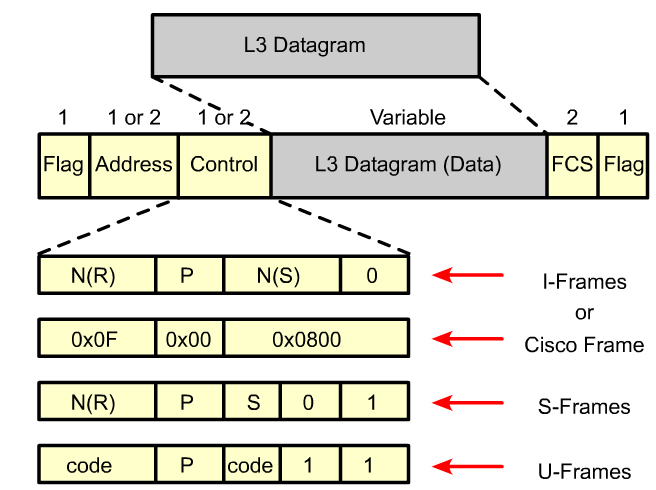 L3 Datagram
1 1 or 2 1 or 2 Variable 2 1
Flag Address Control L3 Datagram (Data) FCS Flag
N(R) P N(S) 0
I-Frames
or
0x0F 0x00 0x0800
Cisco Frame
N(R) P S 0 1
S-Frames
code P code 1 1
U-Frames